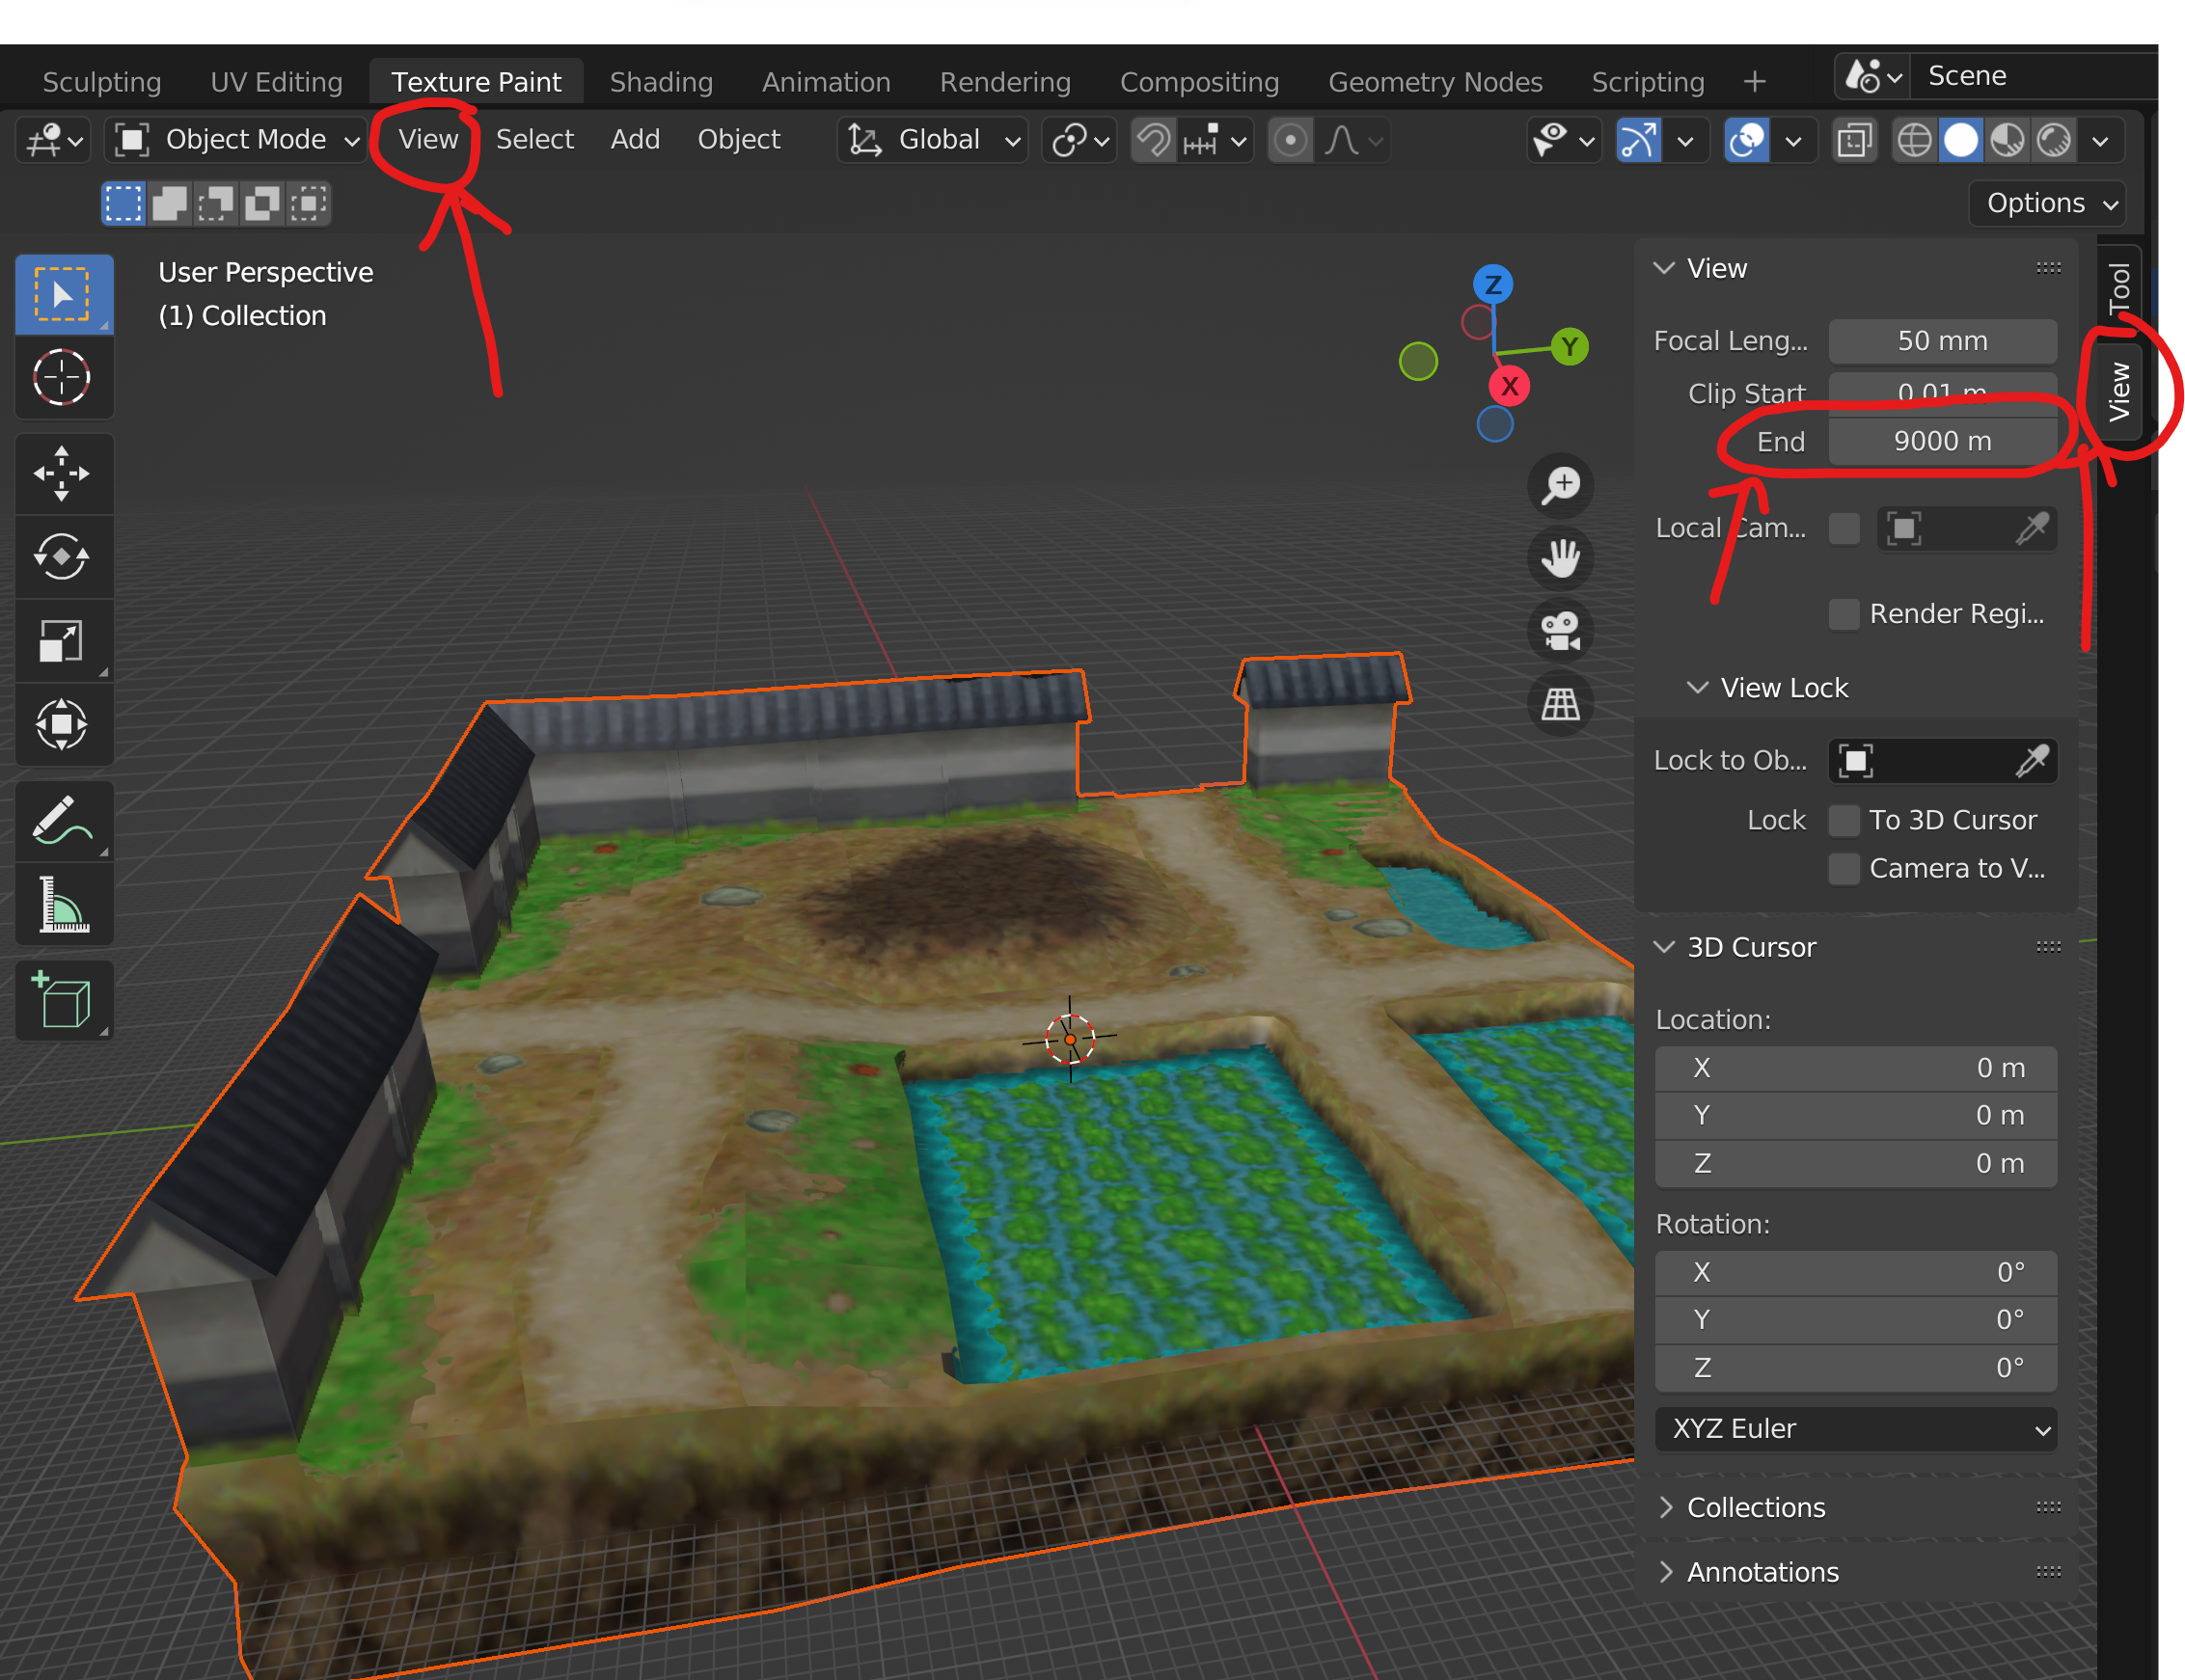 Sculpting UV Editing Texture Paint Shading Animation Rendering Compositing Geometry Nodes Scripting + Scene
Object Mode View Select Add Object Global
Options
User Perspective
(1) Collection
Z
Y
X
Tool
View
View
Focal Leng... 50 mm
Clip Start 0.01 m
End 9000 m
Local Cam...
Render Regi...
View Lock
Lock to Ob...
Lock To 3D Cursor
Camera to V...
3D Cursor
Location:
X 0 m
Y 0 m
Z 0 m
Rotation:
X 0°
Y 0°
Z 0°
XYZ Euler
Collections
Annotations